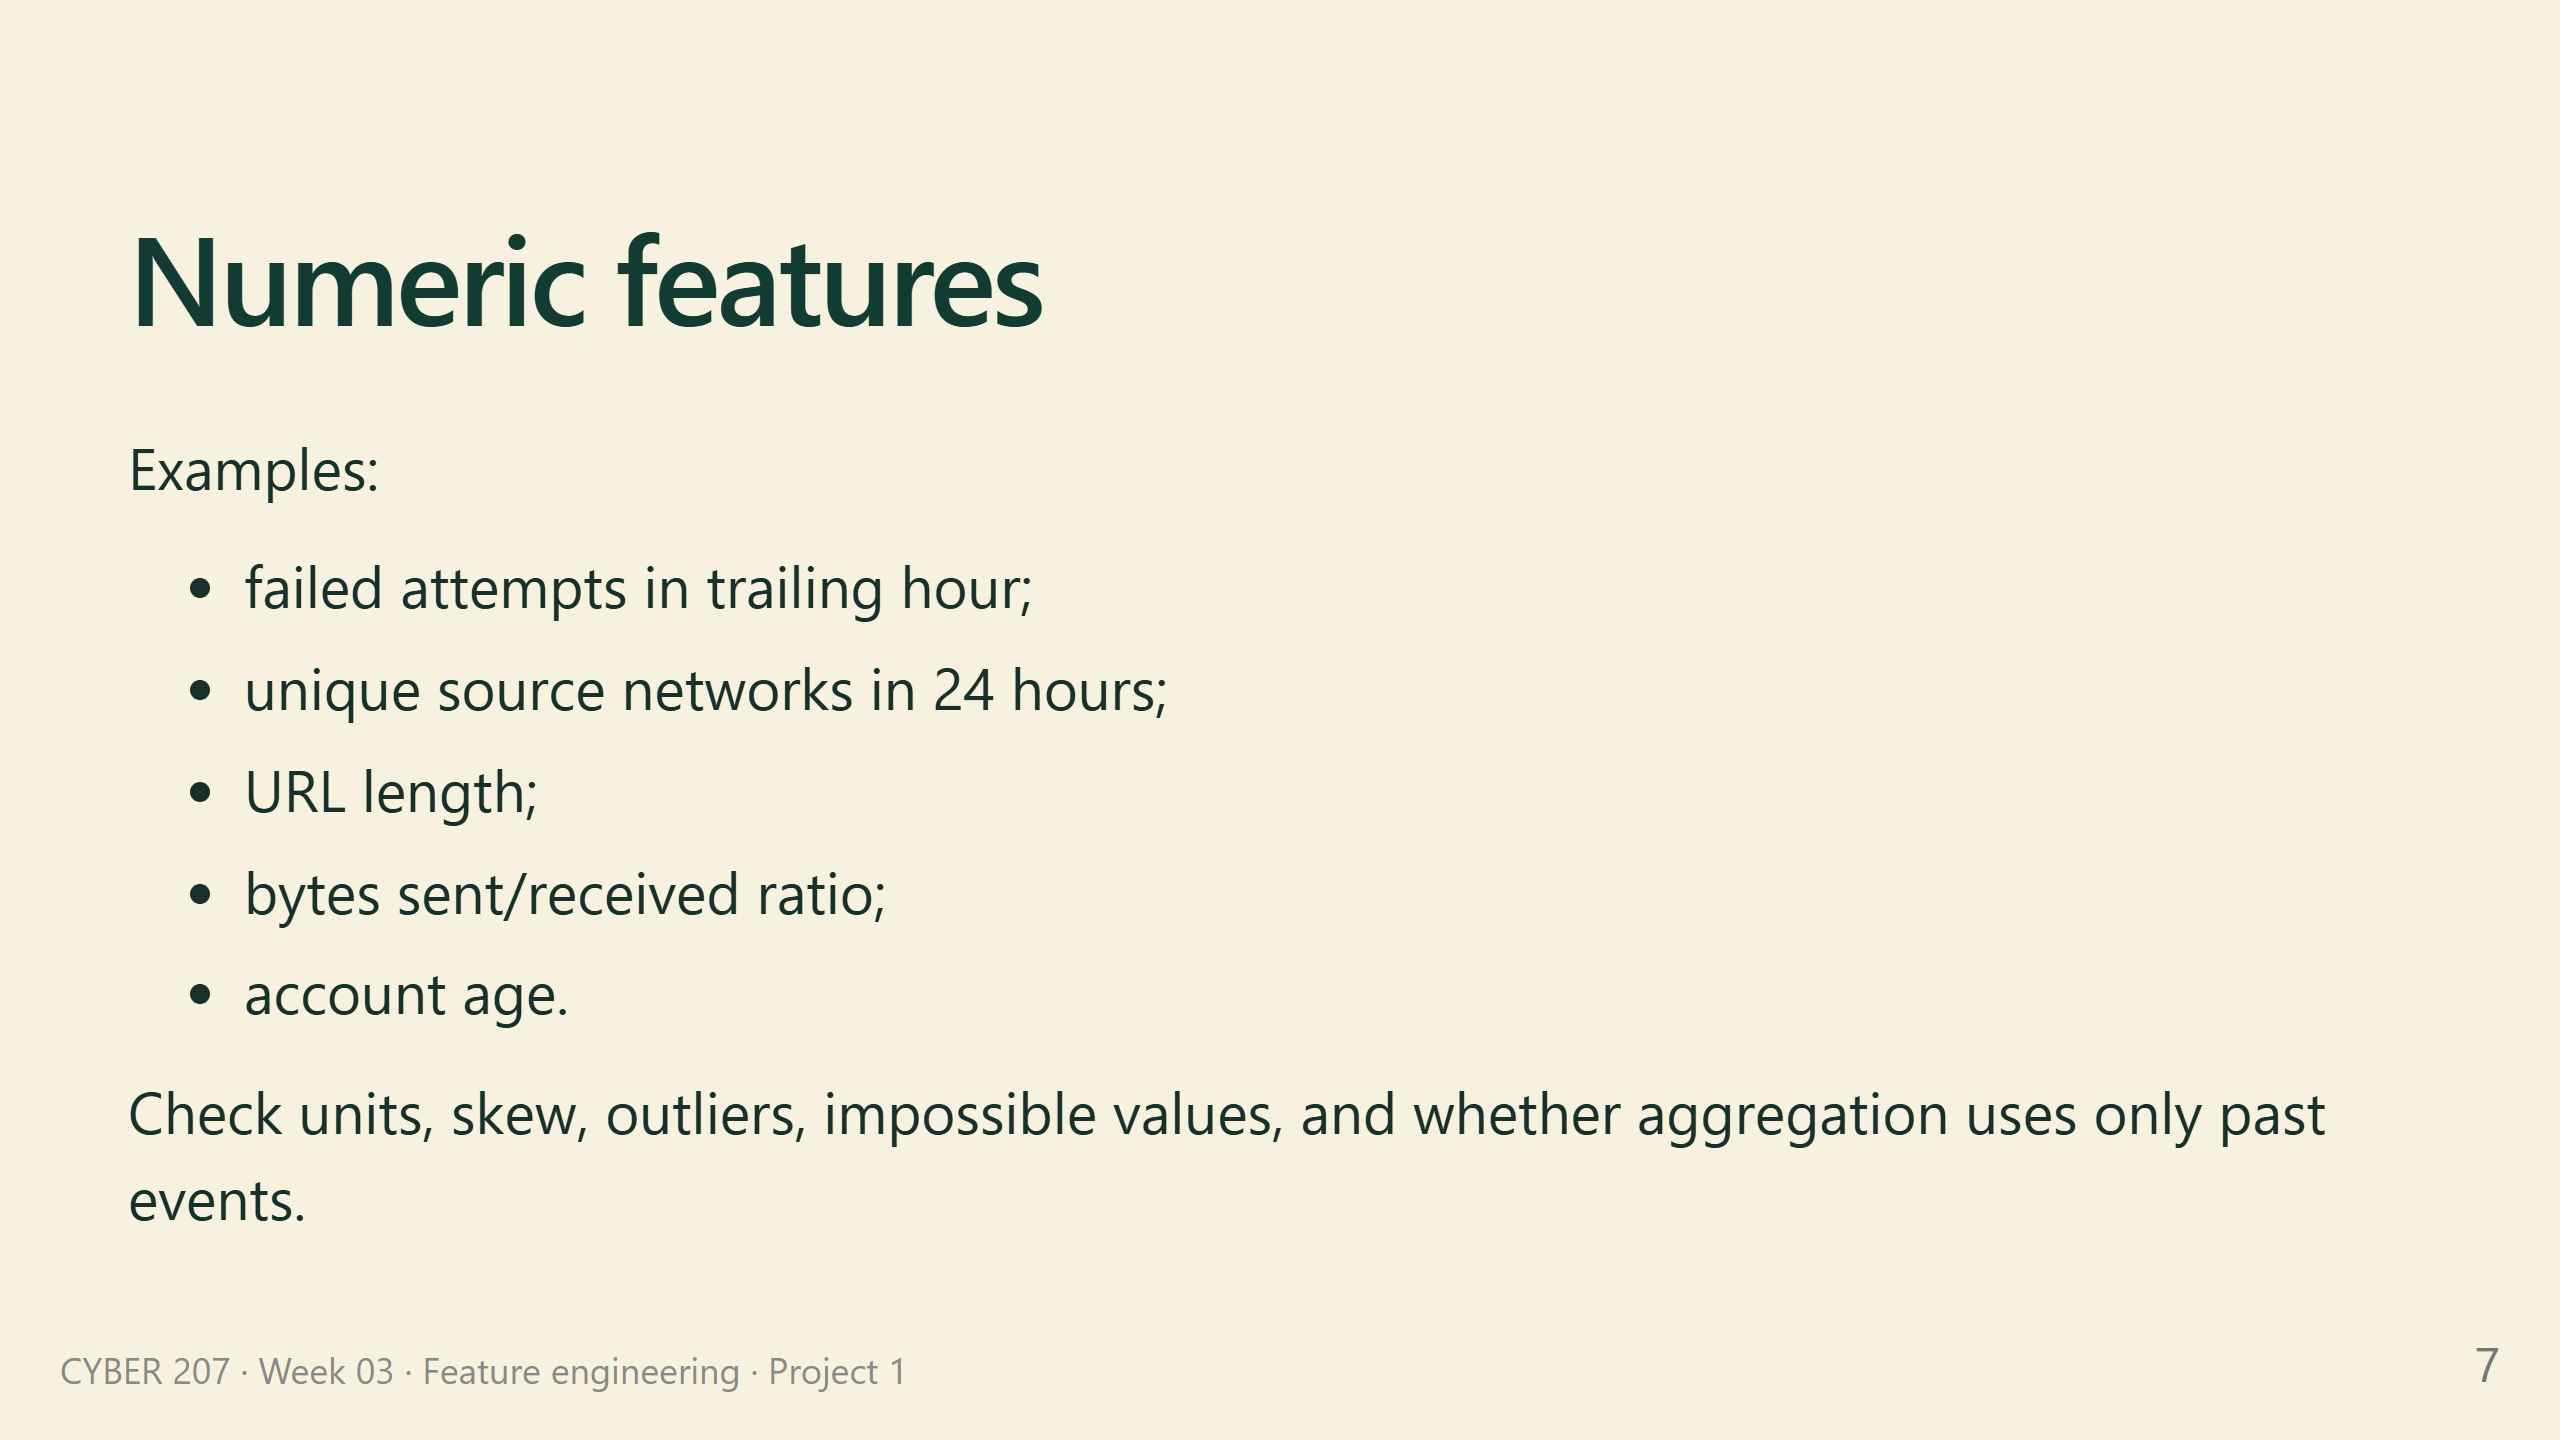 Numeric features
Examples:
• failed attempts in trailing hour;
• unique source networks in 24 hours;
• URL length;
• bytes sent/received ratio;
• account age.
Check units, skew, outliers, impossible values, and whether aggregation uses only past
events.
CYBER 207 · Week 03 · Feature engineering · Project 1
7